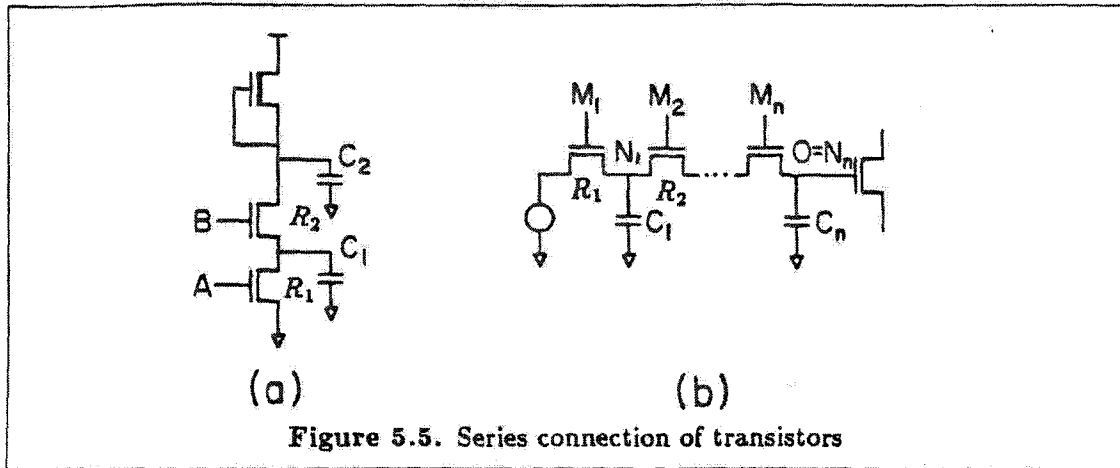 M₁ M₂ Mₙ
C₂ N₁ O=Nₙ
B R₂ R₁ R₂
C₁ C₁ Cₙ
A R₁
(a) (b)
Figure 5.5. Series connection of transistors